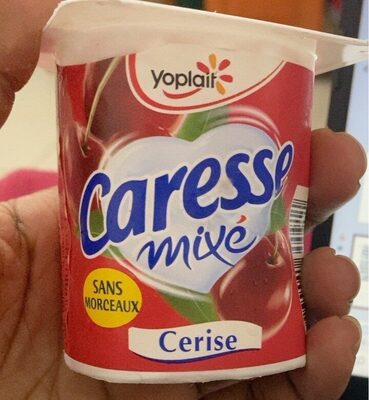 yoplait
Caresse
mixé
SANS
MORCEAUX
Cerise